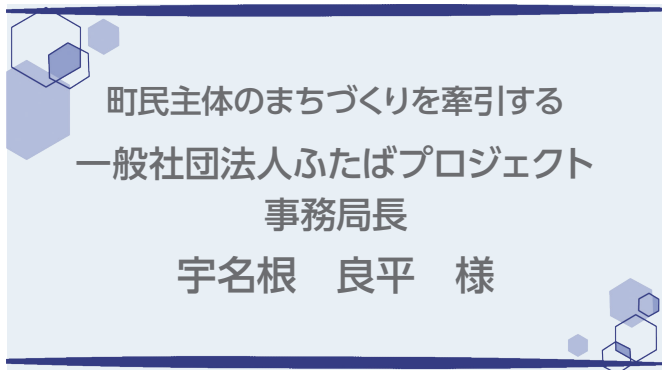 町民主体のまちづくりを牽引する
一般社団法人ふたばプロジェクト
事務局長
宇名根　良平　様